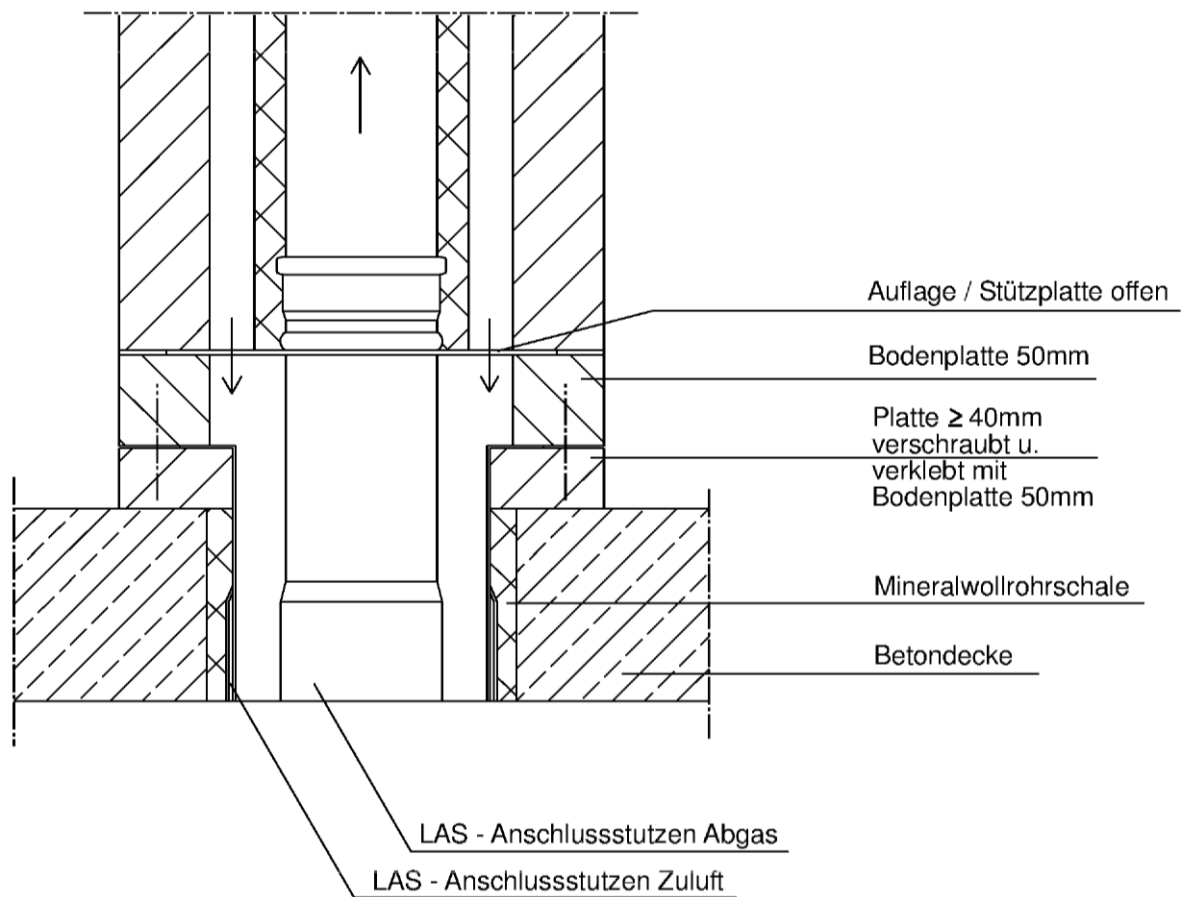 Auflage / Stützplatte offen
Bodenplatte 50mm
Platte ≥ 40mm
verschraubt u.
verklebt mit
Bodenplatte 50mm
Mineralwollrohrschale
Betondecke
LAS - Anschlussstutzen Abgas
LAS - Anschlussstutzen Zuluft